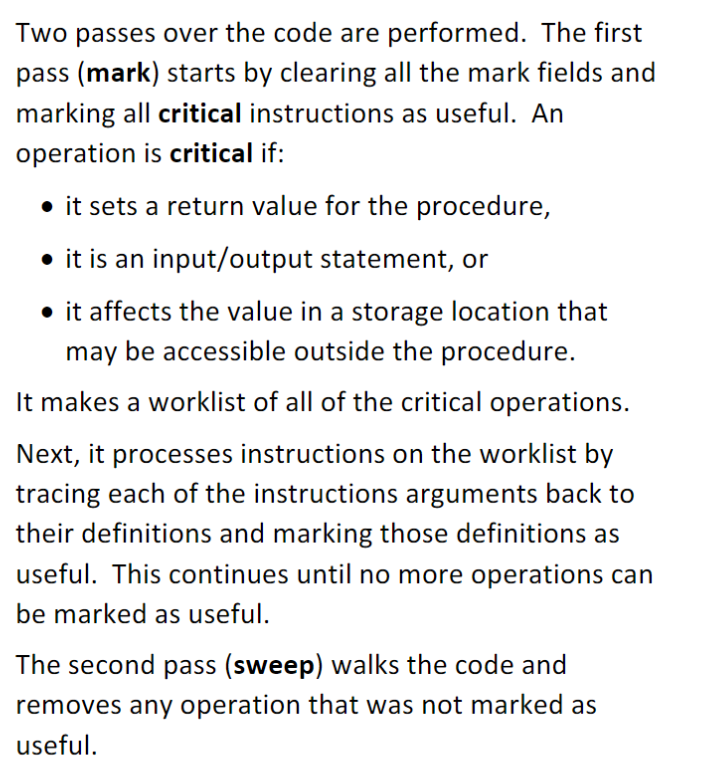 Two passes over the code are performed.  The first
pass (mark) starts by clearing all the mark fields and
marking all critical instructions as useful.  An
operation is critical if:
• it sets a return value for the procedure,
• it is an input/output statement, or
• it affects the value in a storage location that
may be accessible outside the procedure.
It makes a worklist of all of the critical operations.
Next, it processes instructions on the worklist by
tracing each of the instructions arguments back to
their definitions and marking those definitions as
useful.  This continues until no more operations can
be marked as useful.
The second pass (sweep) walks the code and
removes any operation that was not marked as
useful.